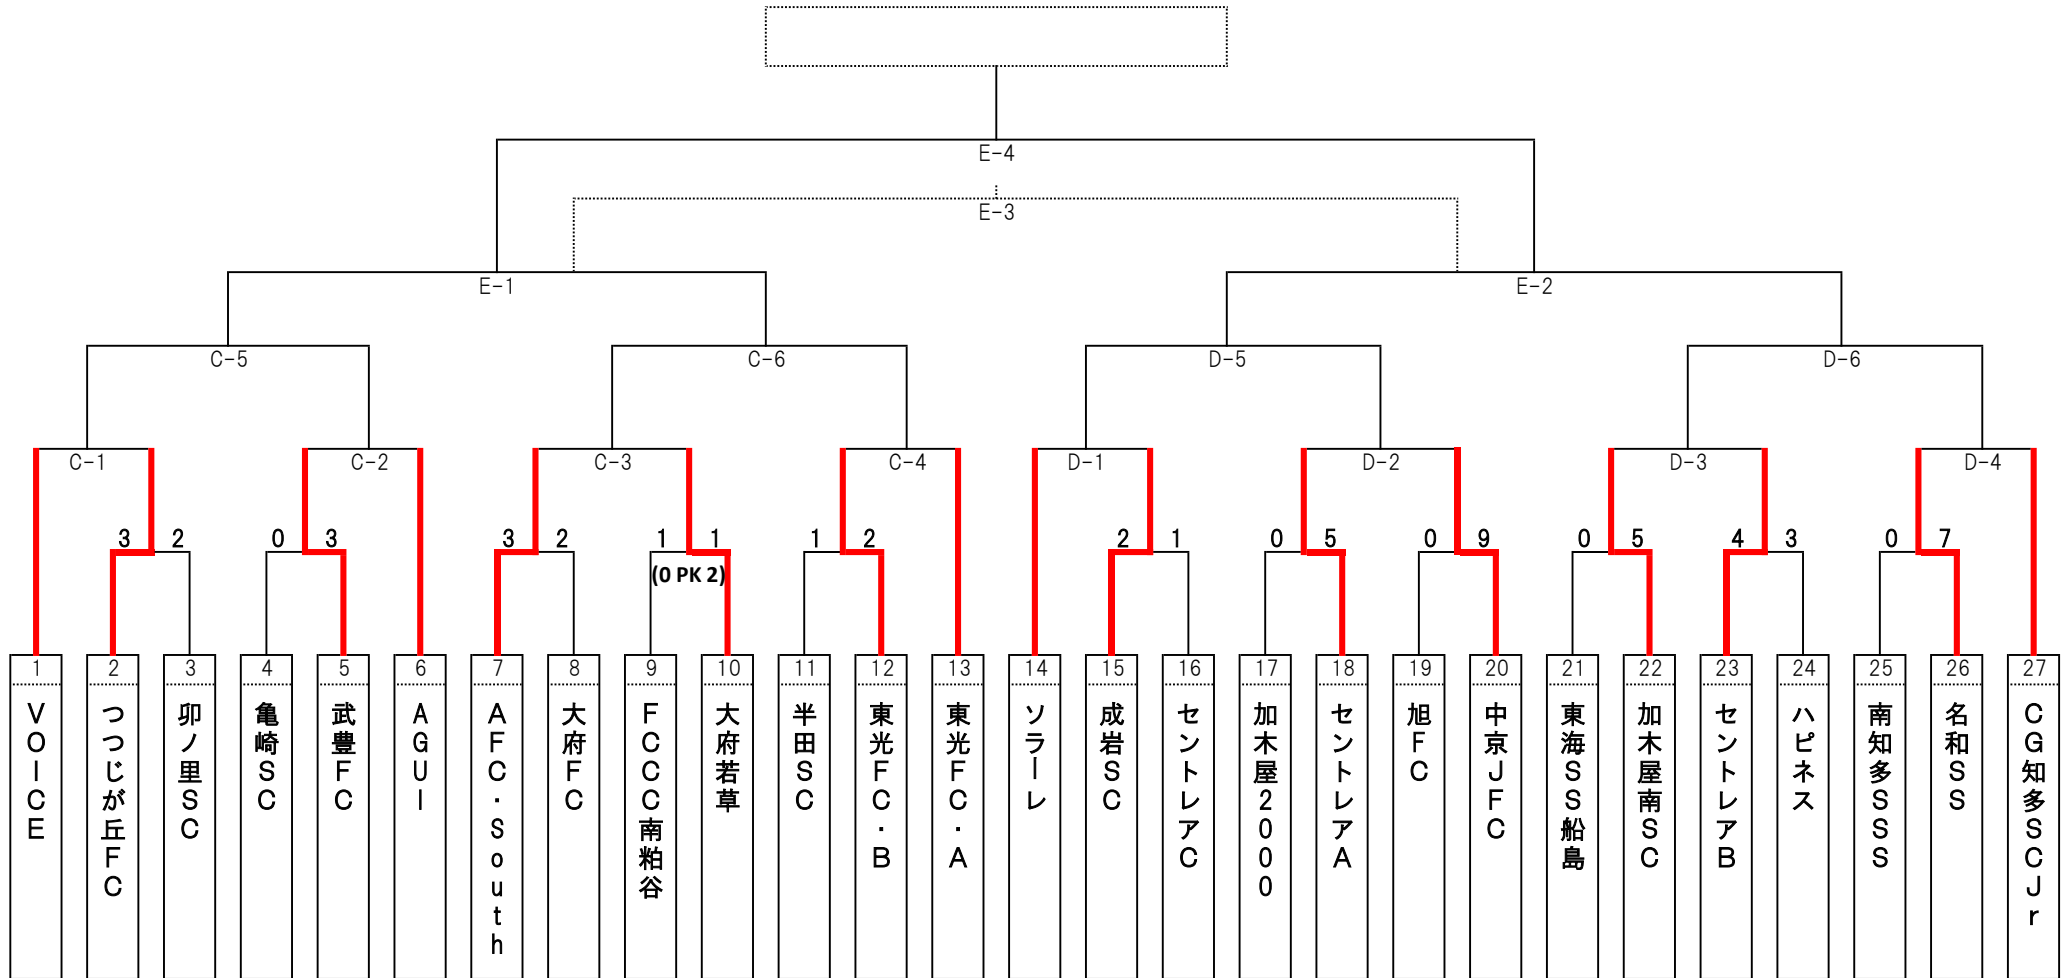 E-4
E-3
E-1
E-2
C-5
C-6
D-5
D-6
C-1
C-2
C-3
C-4
D-1
D-2
D-3
D-4
3 2
0 3
3 2
1 1
1 2
2 1
0 5
0 9
0 5
4 3
0 7
(0 PK 2)
1 VOICE
2 つつじが丘FC
3 卯ノ里SC
4 亀崎SC
5 武豊FC
6 AGUI
7 AFC・South
8 大府FC
9 FCCC南粕谷
10 大府若草
11 半田SC
12 東光FC・B
13 東光FC・A
14 ソラーレ
15 成岩SC
16 セントレアC
17 加木屋2000
18 セントレアA
19 旭FC
20 中京JFC
21 東海SS船島
22 加木屋南SC
23 セントレアB
24 ハピネス
25 南知多SSS
26 名和SS
27 CG知多SCJr